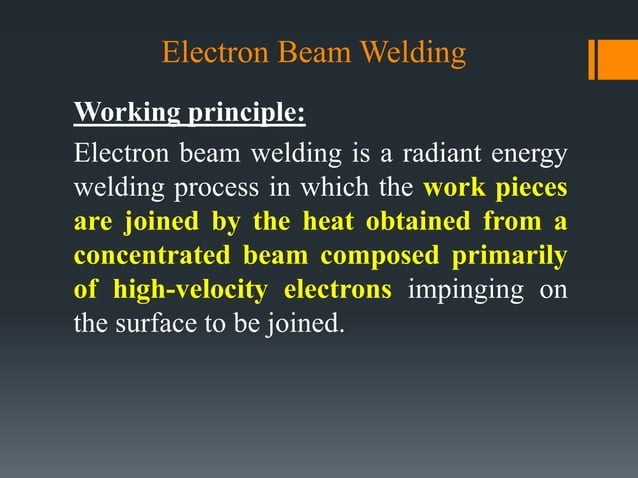 Electron Beam Welding
Working principle:
Electron beam welding is a radiant energy
welding process in which the work pieces
are joined by the heat obtained from a
concentrated beam composed primarily
of high-velocity electrons impinging on
the surface to be joined.